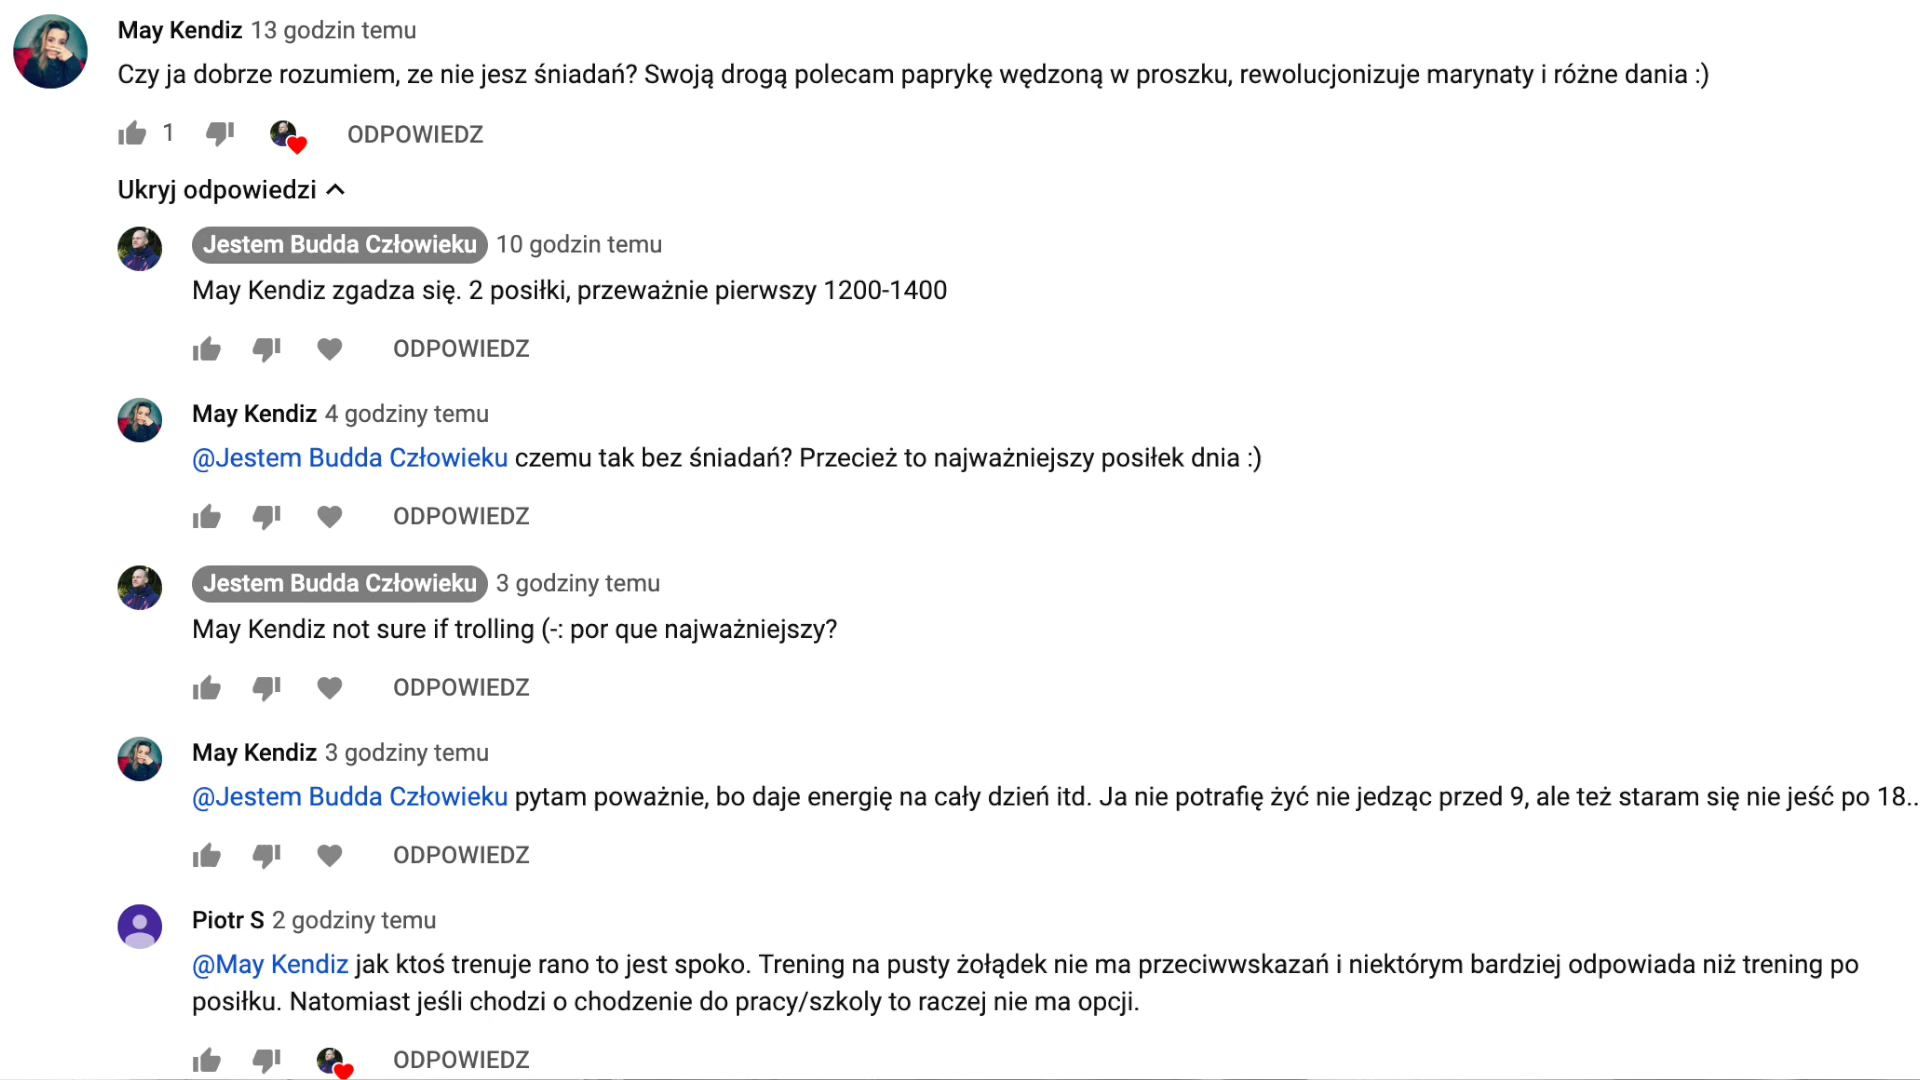 May Kendiz 13 godzin temu
Czy ja dobrze rozumiem, ze nie jesz śniadań? Swoją drogą polecam paprykę wędzoną w proszku, rewolucjonizuje marynaty i różne dania :)
1 ODPOWIEDZ
Ukryj odpowiedzi
Jestem Budda Człowieku 10 godzin temu
May Kendiz zgadza się. 2 posiłki, przeważnie pierwszy 1200-1400
ODPOWIEDZ
May Kendiz 4 godziny temu
@Jestem Budda Człowieku czemu tak bez śniadań? Przecież to najważniejszy posiłek dnia :)
ODPOWIEDZ
Jestem Budda Człowieku 3 godziny temu
May Kendiz not sure if trolling (-: por que najważniejszy?
ODPOWIEDZ
May Kendiz 3 godziny temu
@Jestem Budda Człowieku pytam poważnie, bo daje energię na cały dzień itd. Ja nie potrafię żyć nie jedząc przed 9, ale też staram się nie jeść po 18..
ODPOWIEDZ
Piotr S 2 godziny temu
@May Kendiz jak ktoś trenuje rano to jest spoko. Trening na pusty żołądek nie ma przeciwwskazań i niektórym bardziej odpowiada niż trening po
posiłku. Natomiast jeśli chodzi o chodzenie do pracy/szkoly to raczej nie ma opcji.
ODPOWIEDZ